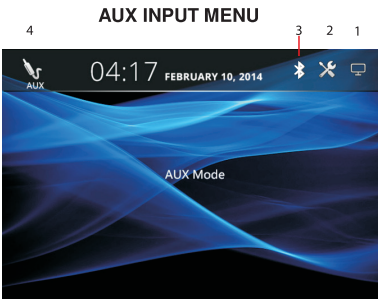 AUX INPUT MENU
4 3 2 1
04:17 FEBRUARY 10, 2014
AUX
AUX Mode